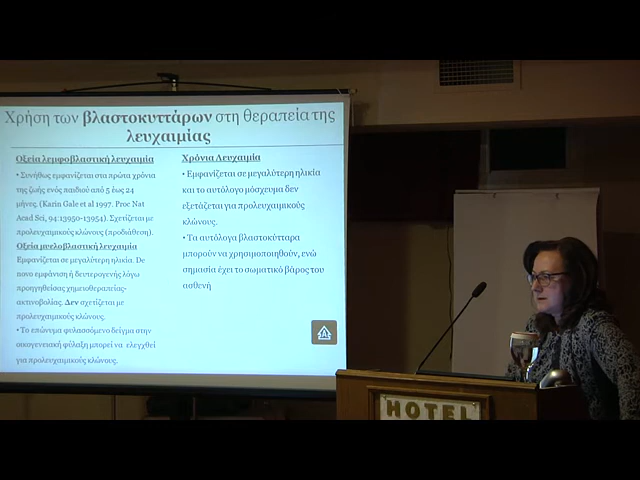 Χρήση των βλαστοκυττάρων στη θεραπεία της
λευχαιμίας
Οξεία λεμφοβλαστική λευχαιμία
• Συνήθως εμφανίζεται στα πρώτα χρόνια
της ζωής ενός παιδιού από 5 έως 24
μήνες. (Karin Gale et al 1997. Proc Nat
Acad Sci, 94:13950-13954). Σχετίζεται με
προλευχαιμικούς κλώνους (προδιάθεση).
Οξεία μυελοβλαστική λευχαιμία
Εμφανίζεται σε μεγαλύτερη ηλικία. De
novo εμφάνιση ή δευτερογενής λόγω
προηγηθείσας χημειοθεραπείας-
ακτινοβολίας. Δεν σχετίζεται με
προλευχαιμικούς κλώνους.
• Το επώνυμα φυλασσόμενο δείγμα στην
οικογενειακή φύλαξη μπορεί να ελεγχθεί
για προλευχαιμικούς κλώνους.
Χρόνια Λευχαιμία
• Εμφανίζεται σε μεγαλύτερη ηλικία
και το αυτόλογο μόσχευμα δεν
εξετάζεται για προλευχαιμικούς
κλώνους.
• Τα αυτόλογα βλαστοκύτταρα
μπορούν να χρησιμοποιηθούν, ενώ
σημασία έχει το σωματικό βάρος του
ασθενή
HOTEL